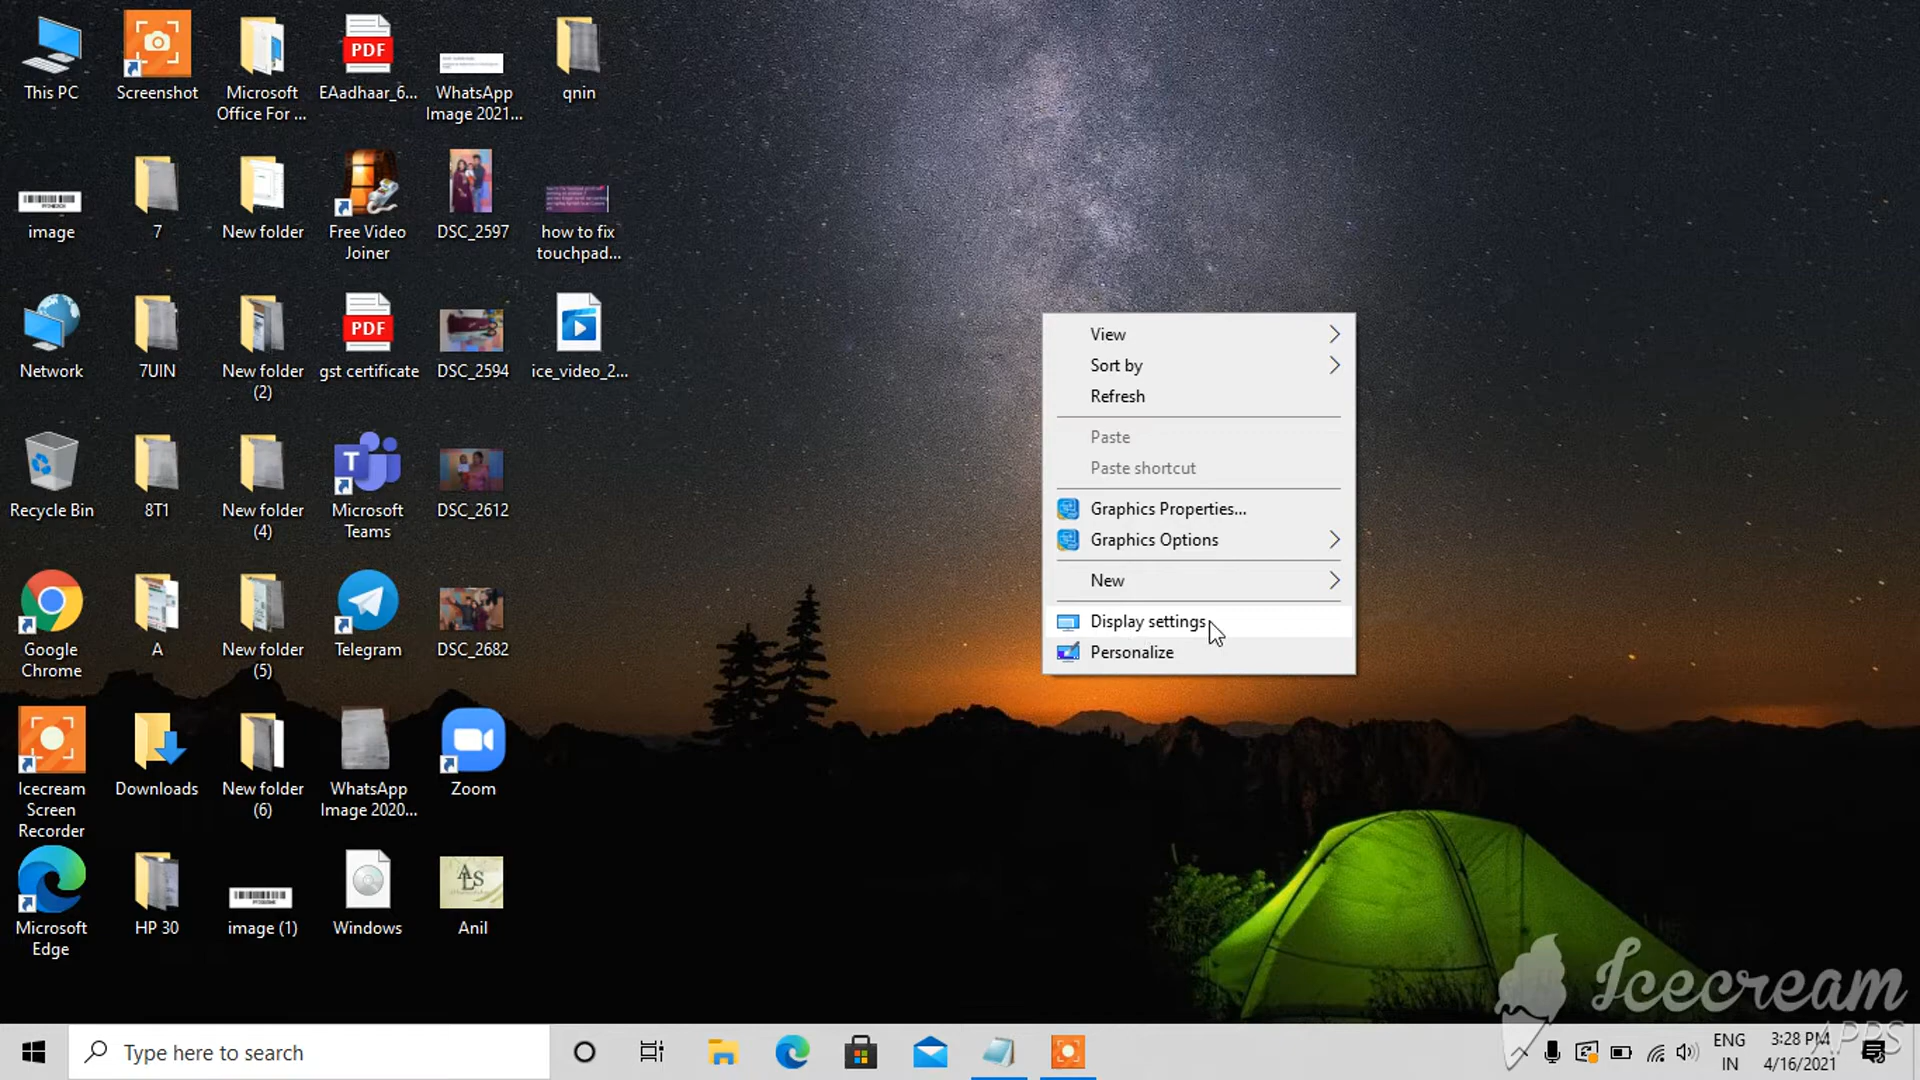 This PC
Screenshot
Microsoft
Office For ...
PDF
EAadhaar_6...
WhatsApp
Image 2021...
qnin
image
7
New folder
Free Video
Joiner
DSC_2597
how to fix
touchpad...
Network
7UIN
New folder
(2)
PDF
gst certificate
DSC_2594
ice_video_2...
Recycle Bin
8T1
New folder
(4)
T
Microsoft
Teams
DSC_2612
Google
Chrome
A
New folder
(5)
Telegram
DSC_2682
Icecream
Screen
Recorder
Downloads
New folder
(6)
WhatsApp
Image 2020...
Zoom
Microsoft
Edge
HP 30
image (1)
Windows
ALS
Anil
View
Sort by
Refresh
Paste
Paste shortcut
Graphics Properties...
Graphics Options
New
Display settings
Personalize
Icecream
APPS
Type here to search
ENG
IN
3:28 PM
4/16/2021